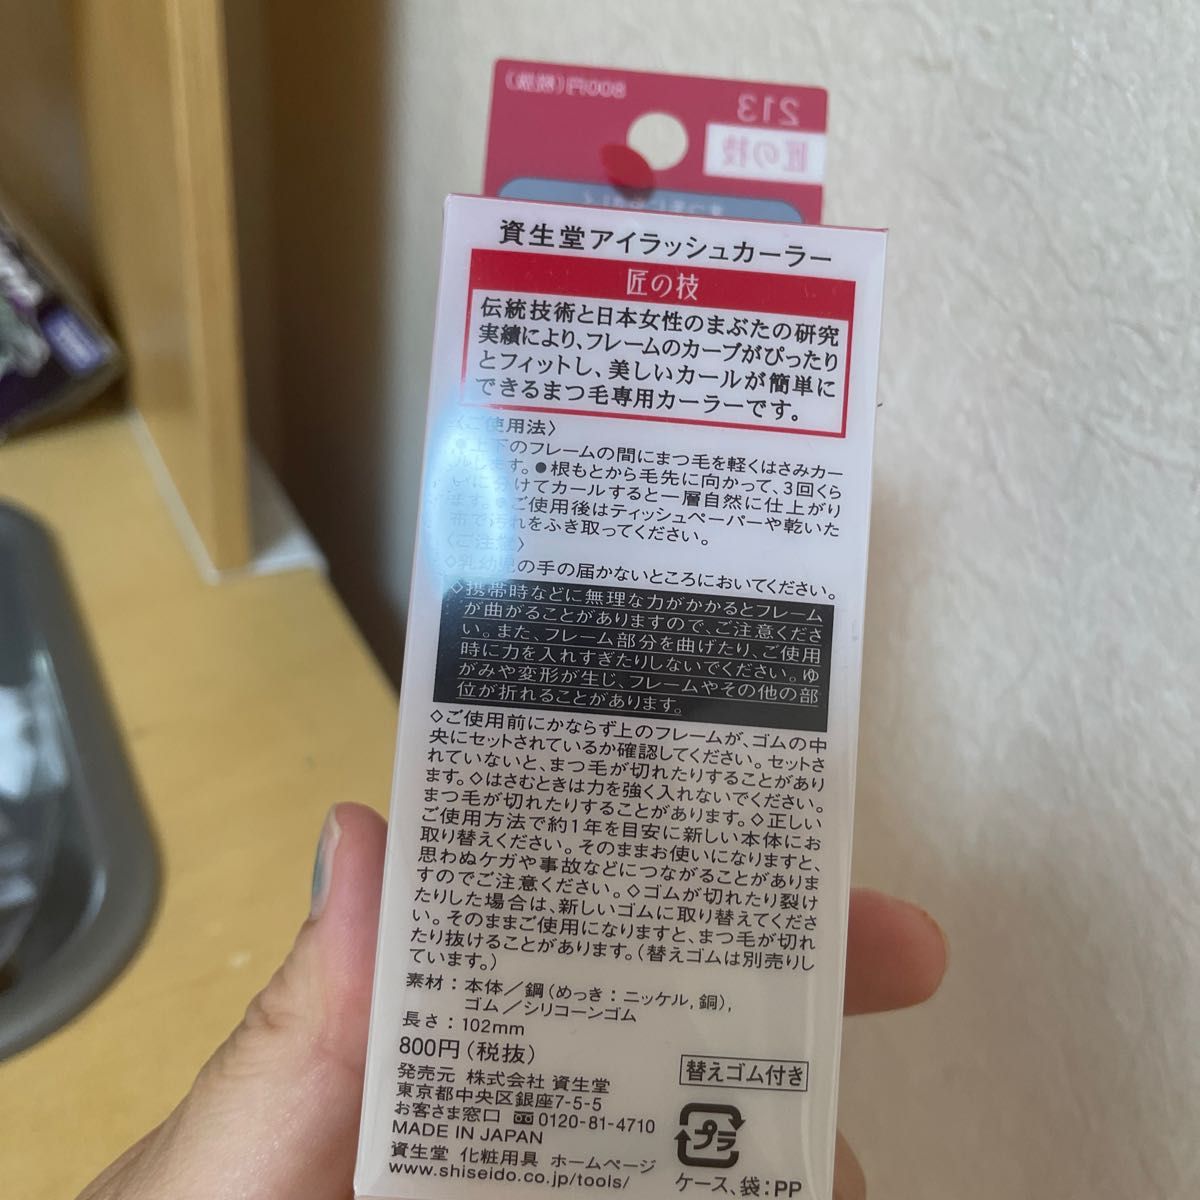 800円(税抜)
213
匠の技
資生堂アイラッシュカーラー
匠の技
伝統技術と日本女性のまぶたの研究
実績により、フレームのカーブがぴったり
とフィットし、美しいカールが簡単に
できるまつ毛専用カーラーです。
〈ご使用法〉
●上下のフレームの間にまつ毛を軽くはさみカー
ルします。●根もとから毛先に向かって、3回くら
いに分けてカールすると一層自然に仕上がり
ます。●ご使用後はティッシュペーパーや乾いた
布で汚れをふき取ってください。
〈ご注意〉
◇乳幼児の手の届かないところにおいてください。
◇携帯時などに無理な力がかかるとフレーム
が曲がることがありますので、ご注意くださ
い。また、フレーム部分を曲げたり、ご使用
時に力を入れすぎたりしないでください。ゆ
がみや変形が生じ、フレームやその他の部
位が折れることがあります。
◇ご使用前にかならず上のフレームが、ゴムの中
央にセットされているか確認してください。セットさ
れていないと、まつ毛が切れたりすることがあり
ます。◇はさむときは力を強く入れないでください。
まつ毛が切れたりすることがあります。◇正しい
ご使用方法で約1年を目安に新しい本体にお
取り替えください。そのままお使いになりますと、
思わぬケガや事故などにつながることがありま
すのでご注意ください。◇ゴムが切れたり裂け
たりした場合は、新しいゴムに取り替えてくださ
い。そのままご使用になりますと、まつ毛が切れ
たり抜けることがあります。(替えゴムは別売りし
ています。)
素材：本体／鋼(めっき：ニッケル,銅),
ゴム／シリコーンゴム
長さ：102mm
800円(税抜)
替えゴム付き
発売元 株式会社 資生堂
東京都中央区銀座7-5-5
お客さま窓口 0120-81-4710
MADE IN JAPAN
資生堂 化粧用具 ホームページ
www.shiseido.co.jp/tools/
プラ
ケース、袋:PP